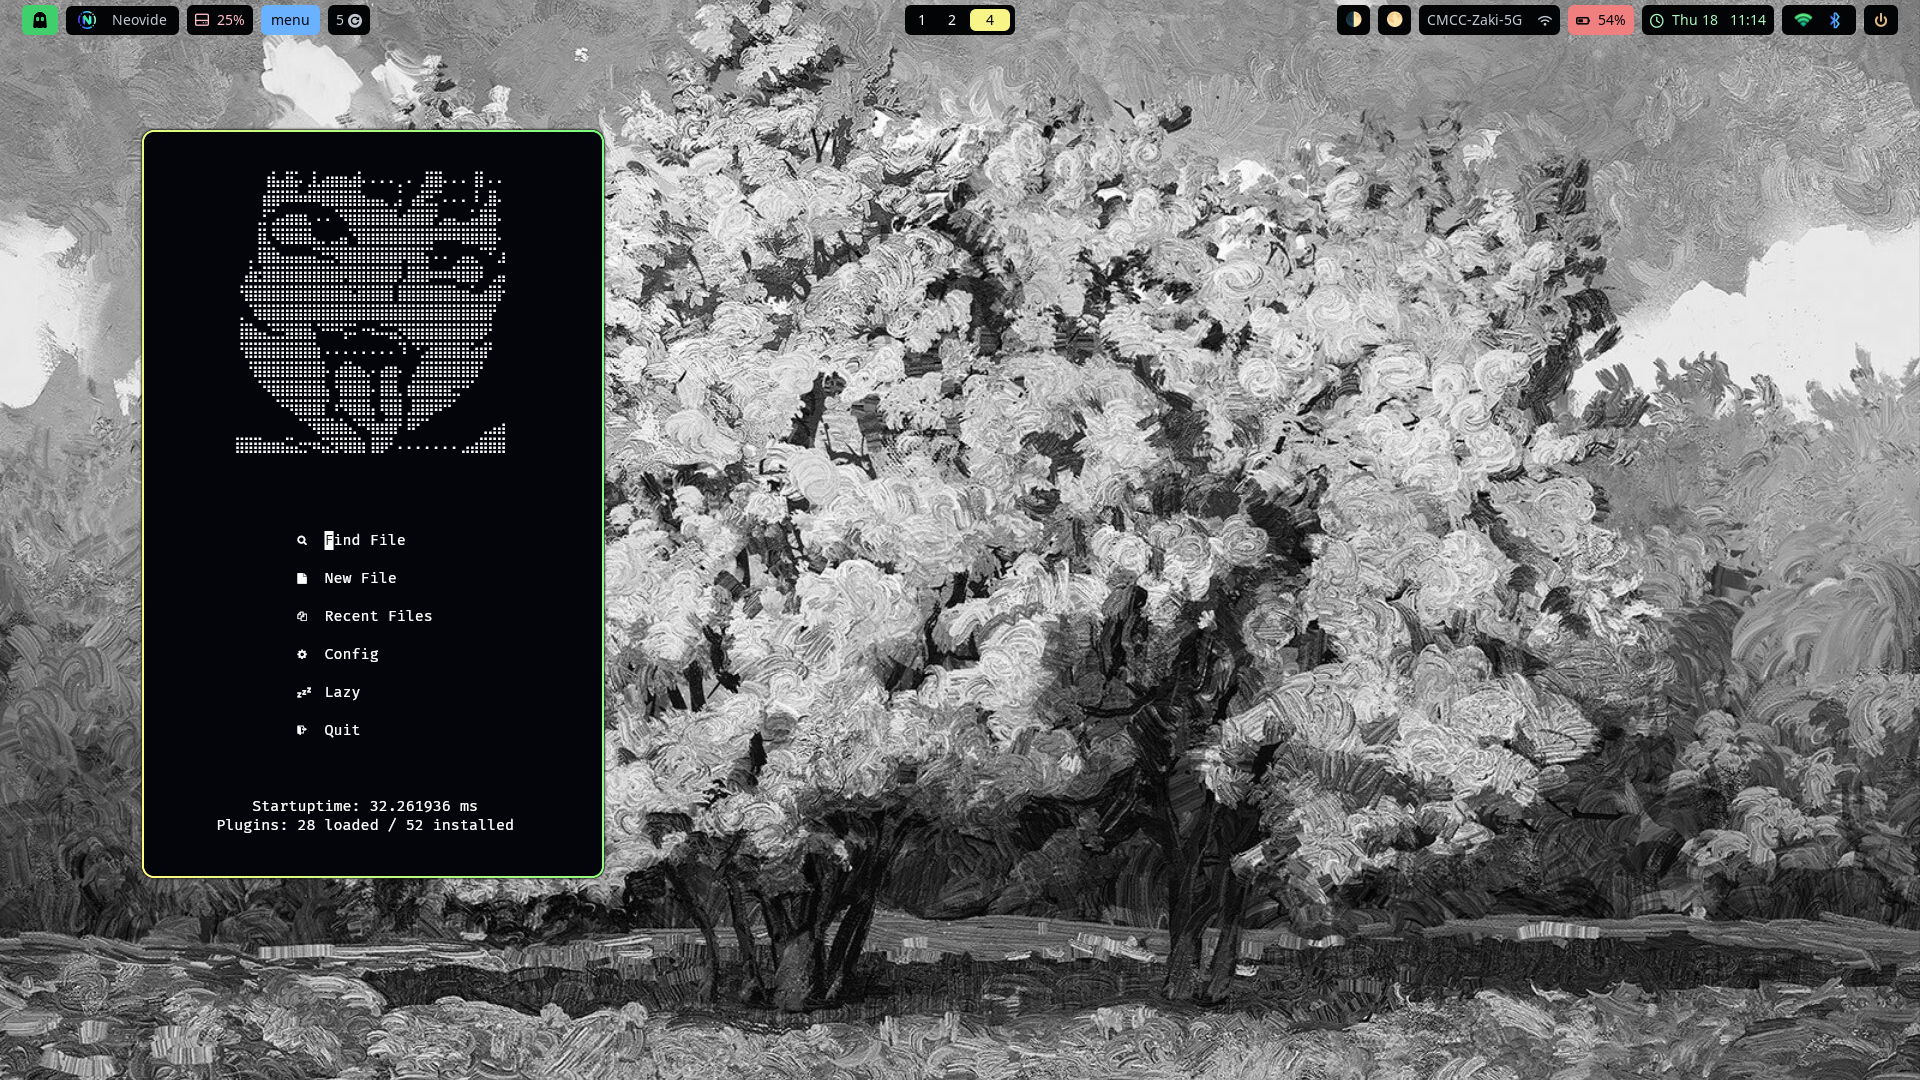 Neovide 25% menu 5 1 2 4 CMCC-Zaki-5G 54% Thu 18 11:14
Find File
New File
Recent Files
Config
Lazy
Quit
Startuptime: 32.261936 ms
Plugins: 28 loaded / 52 installed